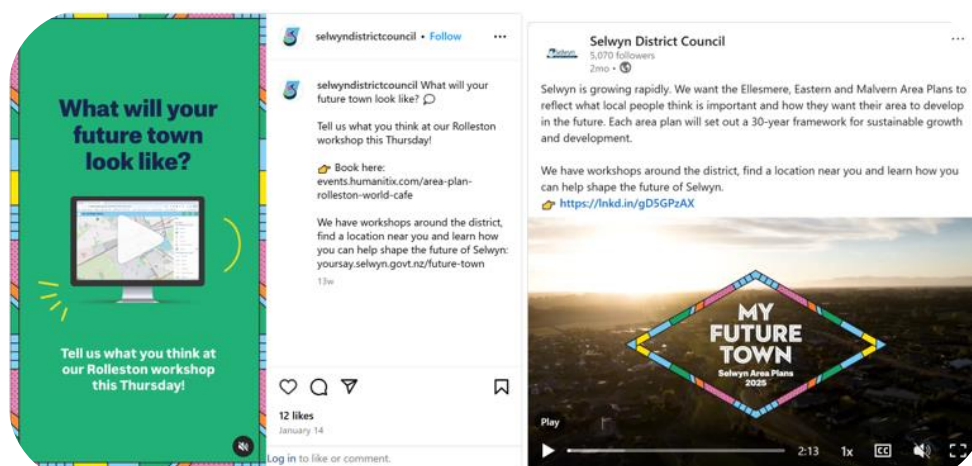 What will your
future town
look like?
Tell us what you think at
our Rolleston workshop
this Thursday!
selwyndistrictcouncil • Follow
selwyndistrictcouncil What will your
future town look like?
Tell us what you think at our Rolleston
workshop this Thursday!
👉 Book here:
events.humanitix.com/area-plan-
rolleston-world-cafe
We have workshops around the district,
find a location near you and learn how
you can help shape the future of Selwyn:
yoursay.selwyn.govt.nz/future-town
13w
12 likes
January 14
Log in to like or comment.
Selwyn
Selwyn District Council
5,070 followers
2mo •
Selwyn is growing rapidly. We want the Ellesmere, Eastern and Malvern Area Plans to
reflect what local people think is important and how they want their area to develop
in the future. Each area plan will set out a 30-year framework for sustainable growth
and development.
We have workshops around the district, find a location near you and learn how you
can help shape the future of Selwyn.
👉 https://lnkd.in/gD5GPzAX
MY
FUTURE
TOWN
Selwyn Area Plans
2025
Play
2:13 1x CC